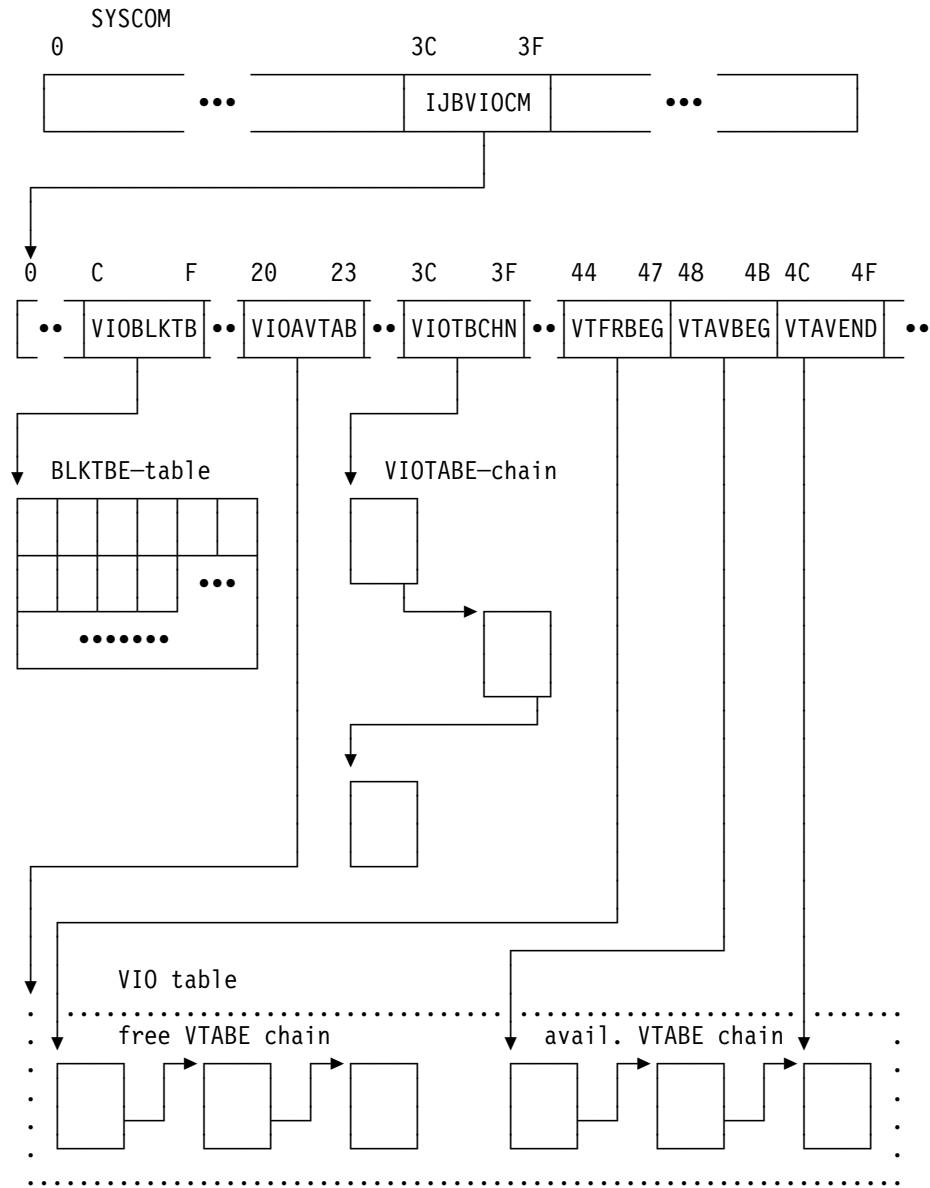 SYSCOM
0 3C 3F
••• IJBVIOCM •••
0 C F 20 23 3C 3F 44 47 48 4B 4C 4F
•• VIOBLKTB •• VIOAVTAB •• VIOTBCHN •• VTFRBEG VTAVBEG VTAVEND ••
BLKTBE—table VIOTABE—chain
•••
•••••••
VIO table
free VTABE chain avail. VTABE chain